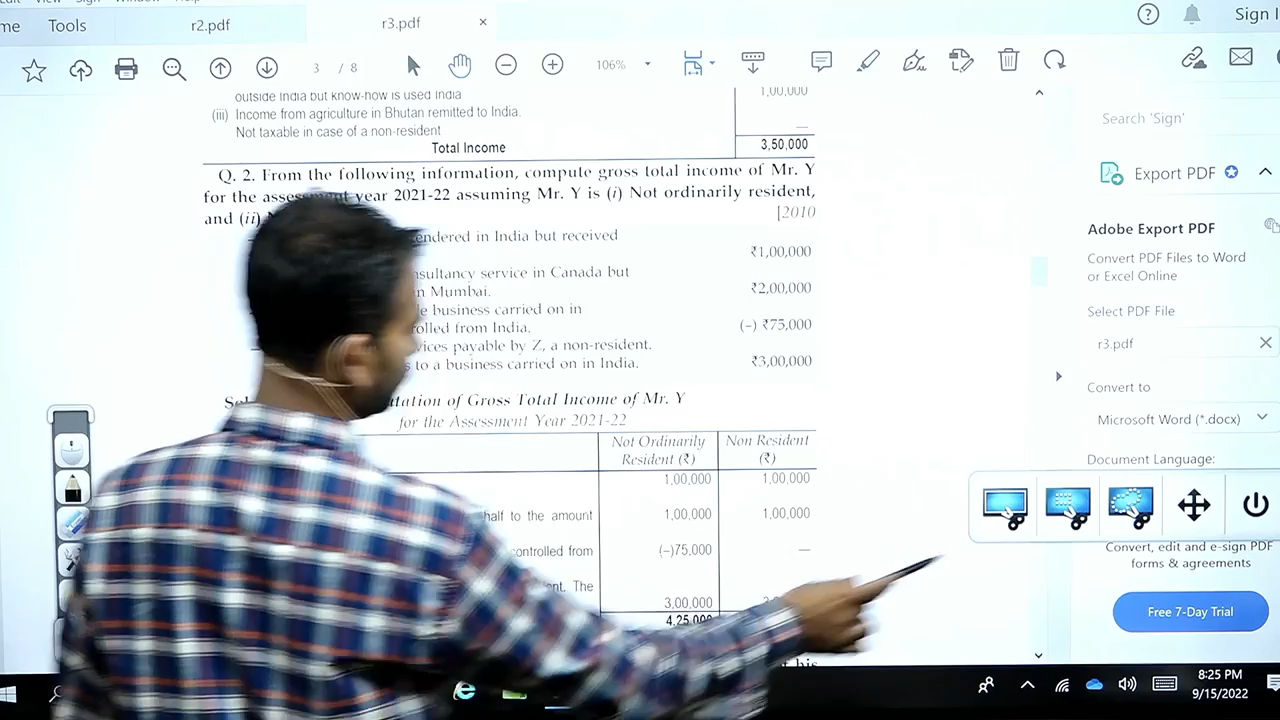 Sign I
me
Tools
r2.pdf
r3.pdf
3 / 8
106%
outside India but know-how is used India
1,00,000
(iii) Income from agriculture in Bhutan remitted to India.
Not taxable in case of a non-resident
—
Total Income
3,50,000
Q. 2. From the following information, compute gross total income of Mr. Y
for the assessment year 2021-22 assuming Mr. Y is (i) Not ordinarily resident,
and (ii)
[2010
rendered in India but received
₹1,00,000
nsultancy service in Canada but
n Mumbai.
₹2,00,000
le business carried on in
rolled from India.
(−) ₹75,000
vices payable by Z, a non-resident.
s to a business carried on in India.
₹3,00,000
tation of Gross Total Income of Mr. Y
for the Assessment Year 2021-22
Not Ordinarily Resident (₹)
Non Resident (₹)
1,00,000
1,00,000
half to the amount
1,00,000
1,00,000
controlled from
(−)75,000
—
ent. The
3,00,000
4,25,000
his
Search 'Sign'
Export PDF
Adobe Export PDF
Convert PDF Files to Word
or Excel Online
Select PDF File
r3.pdf
Convert to
Microsoft Word (*.docx)
Document Language:
Convert, edit and e-sign PDF
forms & agreements
Free 7-Day Trial
8:25 PM
9/15/2022